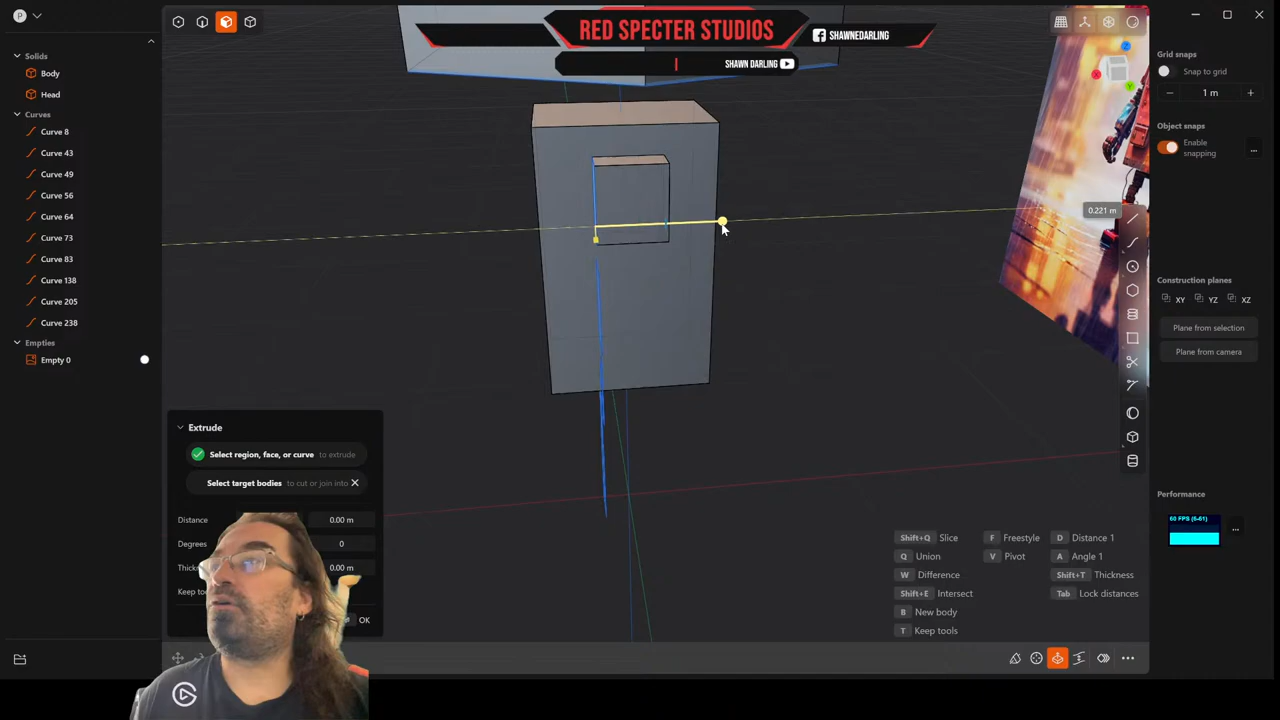 P
RED SPECTER STUDIOS
SHAWNEDARLING
SHAWN DARLING
Solids
Body
Head
Curves
Curve 8
Curve 43
Curve 49
Curve 56
Curve 64
Curve 73
Curve 83
Curve 138
Curve 205
Curve 238
Empties
Empty 0
Extrude
Select region, face, or curve to extrude
Select target bodies to cut or join into
Distance 0.00 m
Degrees 0
0.00 m
OK
Shift+Q Slice
Q Union
W Difference
Shift+E Intersect
B New body
T Keep tools
F Freestyle
V Pivot
D Distance 1
A Angle 1
Shift+T Thickness
Tab Lock distances
0.221 m
Z
X
Y
Grid snaps
Snap to grid
1 m
Object snaps
Enable snapping
Construction planes
XY YZ XZ
Plane from selection
Plane from camera
Performance
60 FPS (6-61)